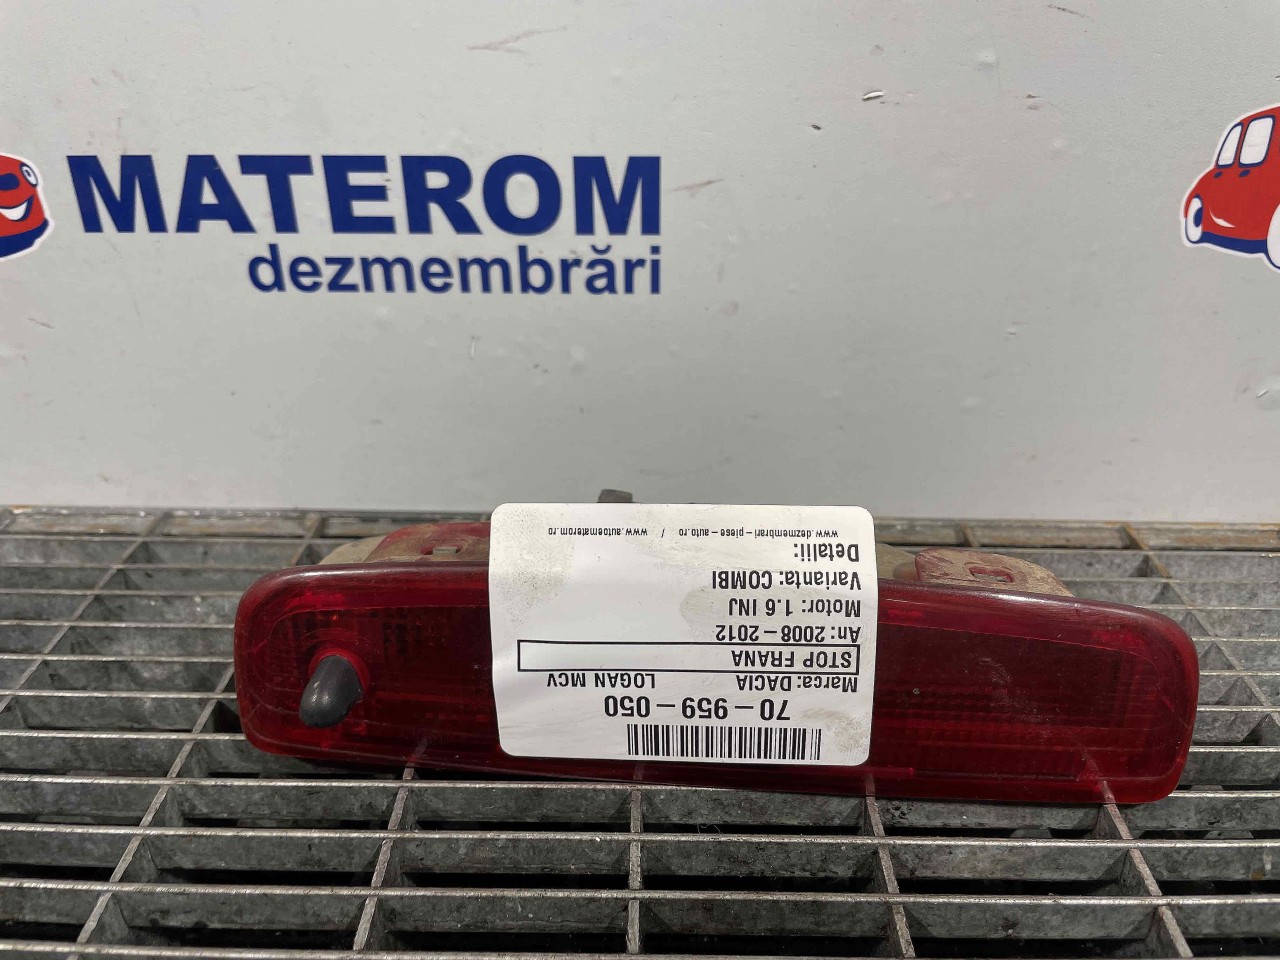 MATEROM
dezmembrări
70-959-050
Marca: DACIA LOGAN MCV
STOP FRANA
An: 2008-2012
Motor: 1.6 INJ
Varianta: COMBI
Detalii:
www.dezmembrari-piese-auto.ro / www.autoematerom.ro